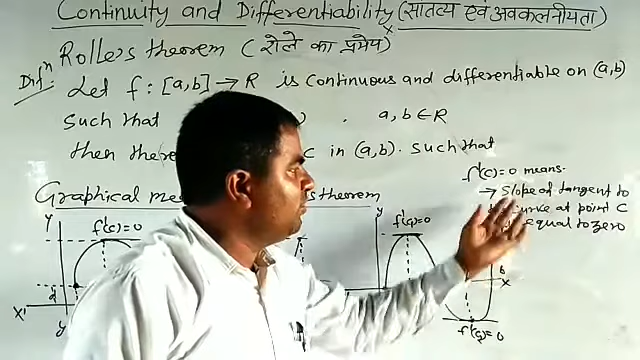 Continuity and Differentiability (सातत्य एवं अवकलनीयता)
Rolle's theorem (रोले का प्रमेय)
Let f : [a,b] → R is continuous and differentiable on (a,b)
Such that a, b ∈ R
then there c in (a,b). Such that
f'(c)=0 means.
→ Slope of tangent to
curve at point C
equal to zero
Graphical mea theorem
y f'(c)=0 y f'(c)=0
b
x
x' y f'(c)=0